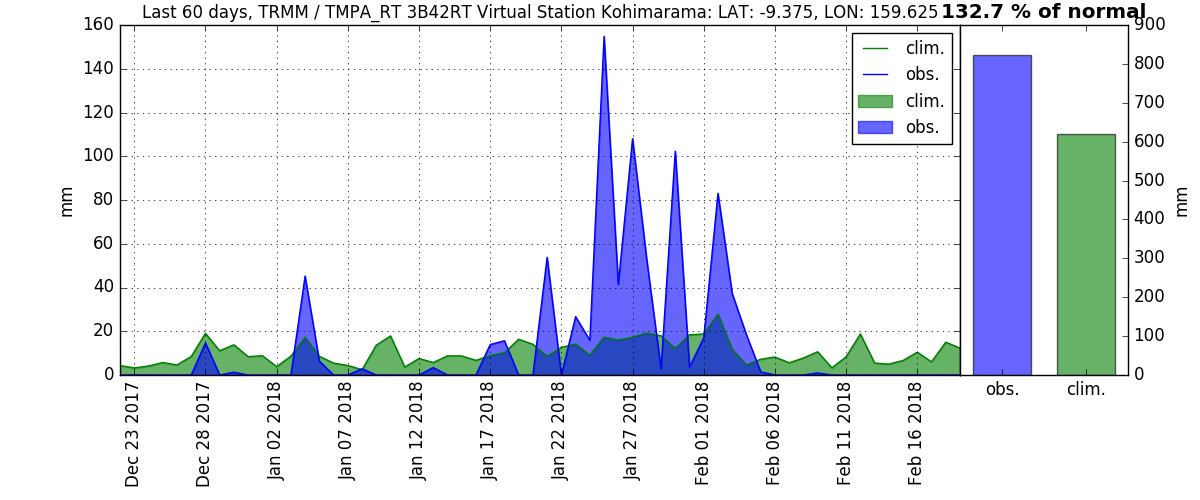 Last 60 days, TRMM / TMPA_RT 3B42RT Virtual Station Kohimarama: LAT: -9.375, LON: 159.625
132.7 % of normal
160
140
120
100
80
60
40
20
0
mm
clim.
obs.
clim.
obs.
900
800
700
600
500
400
300
200
100
0
mm
Dec 23 2017
Dec 28 2017
Jan 02 2018
Jan 07 2018
Jan 12 2018
Jan 17 2018
Jan 22 2018
Jan 27 2018
Feb 01 2018
Feb 06 2018
Feb 11 2018
Feb 16 2018
obs.
clim.